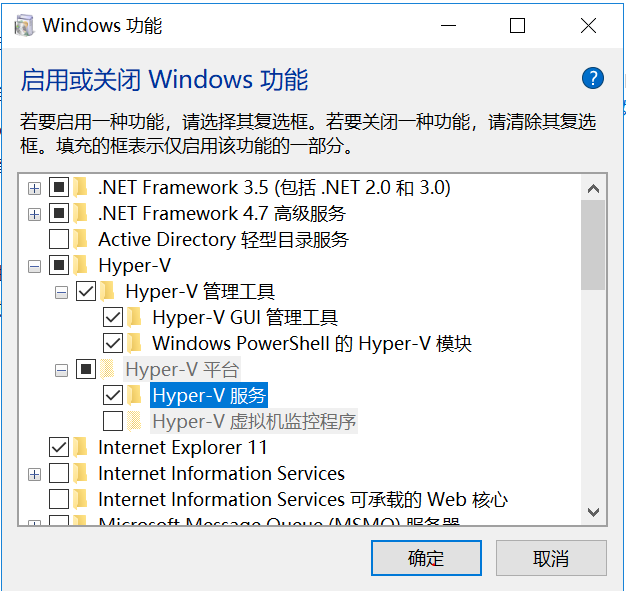 Windows 功能
启用或关闭 Windows 功能
?
若要启用一种功能，请选择其复选框。若要关闭一种功能，请清除其复选
框。填充的框表示仅启用该功能的一部分。
.NET Framework 3.5 (包括 .NET 2.0 和 3.0)
.NET Framework 4.7 高级服务
Active Directory 轻型目录服务
Hyper-V
Hyper-V 管理工具
Hyper-V GUI 管理工具
Windows PowerShell 的 Hyper-V 模块
Hyper-V 平台
Hyper-V 服务
Hyper-V 虚拟机监控程序
Internet Explorer 11
Internet Information Services
Internet Information Services 可承载的 Web 核心
Microsoft Message Queue (MSMQ) 服务器
确定
取消